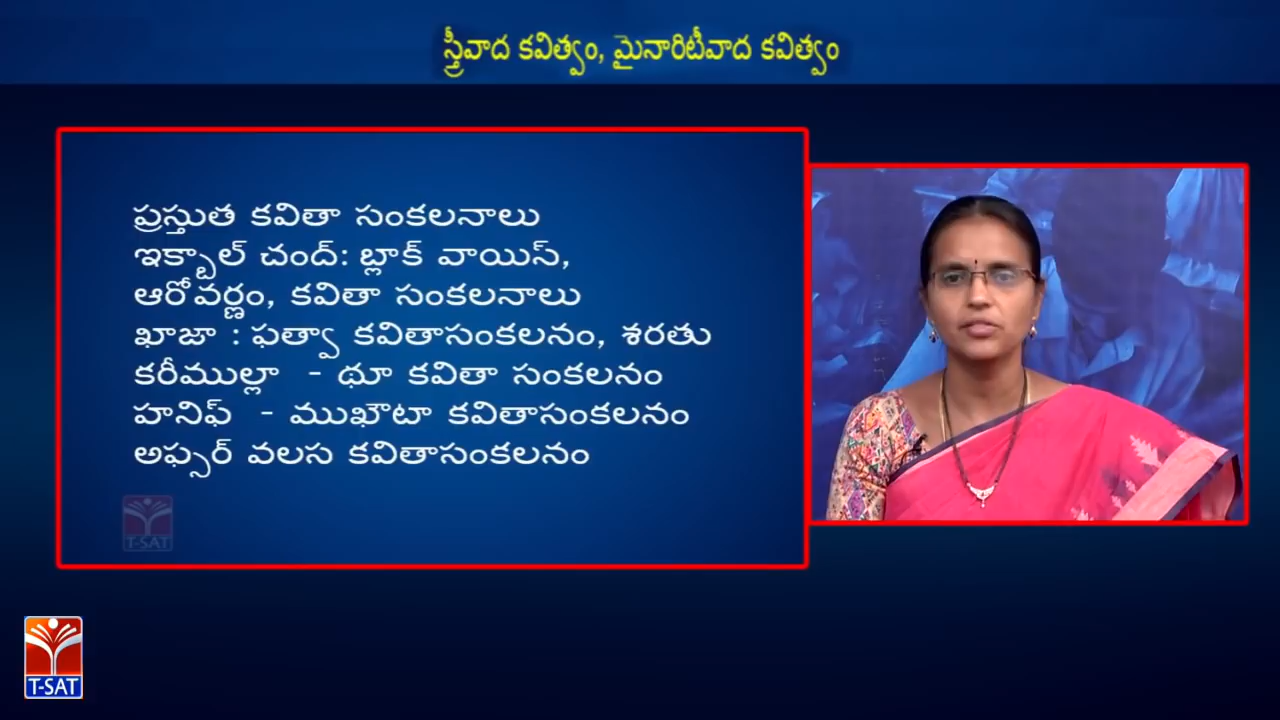 స్త్రీవాద కవిత్వం, మైనారిటీవాద కవిత్వం
ప్రస్తుత కవితా సంకలనాలు
ఇక్బాల్ చంద్: బ్లాక్ వాయిస్,
ఆరోవర్ణం, కవితా సంకలనాలు
ఖాజా : ఫత్వా కవితాసంకలనం, శరతు
కరీముల్లా - థూ కవితా సంకలనం
హనిఫ్ - ముఖౌటా కవితాసంకలనం
అఫ్సర్ వలస కవితాసంకలనం
T-SAT
T-SAT